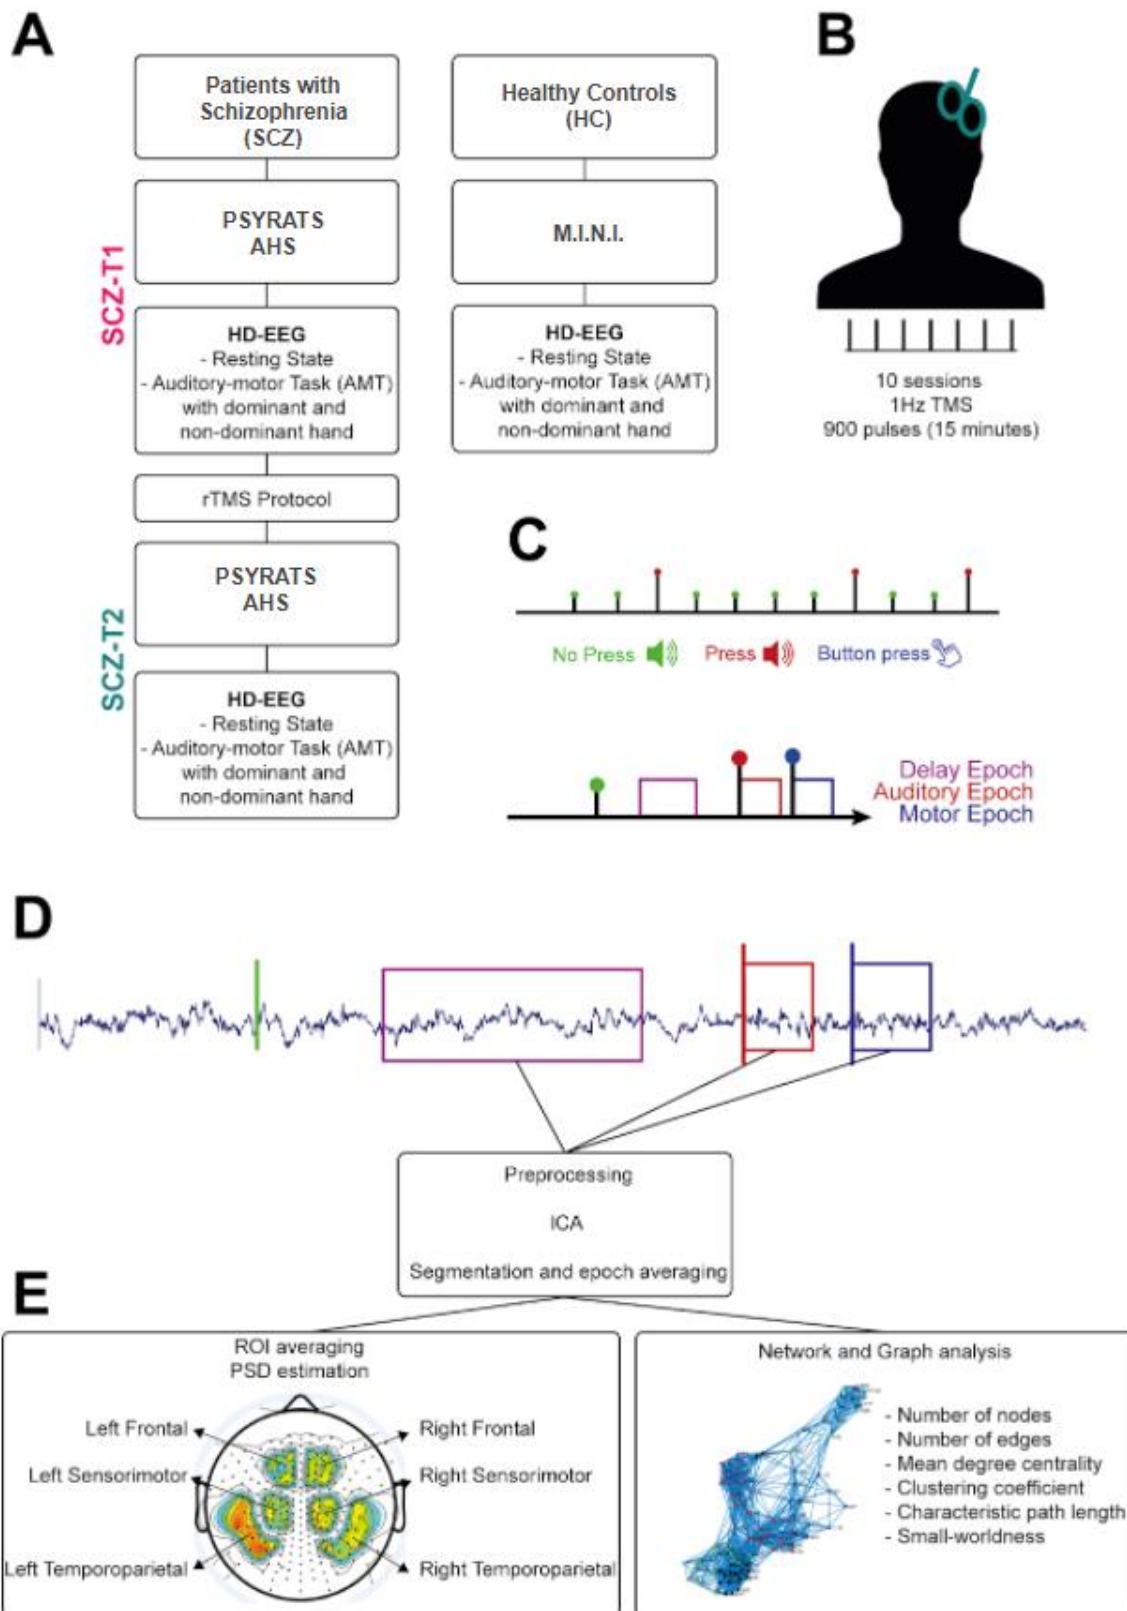 A
Patients with
Schizophrenia
(SCZ)
PSYRATS
AHS
HD-EEG
- Resting State
- Auditory-motor Task (AMT)
with dominant and
non-dominant hand
rTMS Protocol
PSYRATS
AHS
HD-EEG
- Resting State
- Auditory-motor Task (AMT)
with dominant and
non-dominant hand
SCZ-T1
SCZ-T2
Healthy Controls
(HC)
M.I.N.I.
HD-EEG
- Resting State
- Auditory-motor Task (AMT)
with dominant and
non-dominant hand
B
10 sessions
1Hz TMS
900 pulses (15 minutes)
C
No Press
Press
Button press
Delay Epoch
Auditory Epoch
Motor Epoch
D
Preprocessing
ICA
Segmentation and epoch averaging
E
ROI averaging
PSD estimation
Left Frontal
Right Frontal
Left Sensorimotor
Right Sensorimotor
Left Temporoparietal
Right Temporoparietal
Network and Graph analysis
- Number of nodes
- Number of edges
- Mean degree centrality
- Clustering coefficient
- Characteristic path length
- Small-worldness